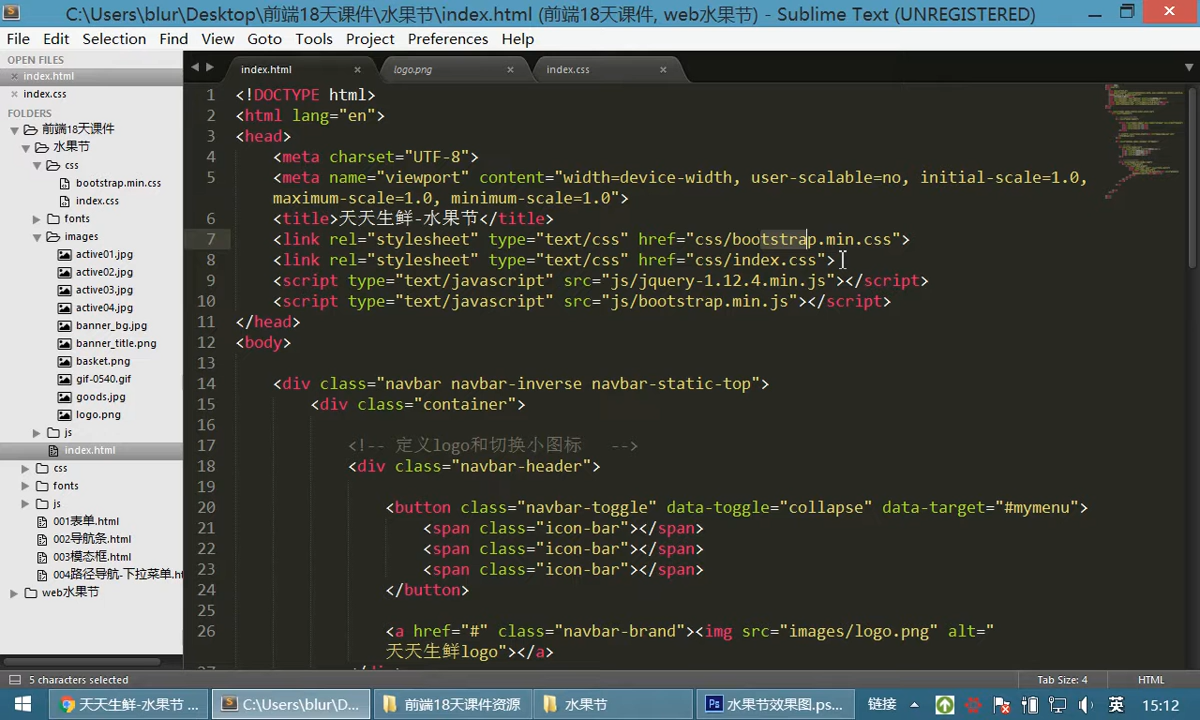 C:\Users\blur\Desktop\前端18天课件\水果节\index.html (前端18天课件, web水果节) - Sublime Text (UNREGISTERED)
File Edit Selection Find View Goto Tools Project Preferences Help
OPEN FILES
index.html
index.css
FOLDERS
前端18天课件
水果节
css
bootstrap.min.css
index.css
fonts
images
active01.jpg
active02.jpg
active03.jpg
active04.jpg
banner_bg.jpg
banner_title.png
basket.png
gif-0540.gif
goods.jpg
logo.png
js
index.html
css
fonts
js
001表单.html
002导航条.html
003模态框.html
004路径导航-下拉菜单.ht
web水果节
index.html logo.png index.css
1 <!DOCTYPE html>
2 <html lang="en">
3 <head>
4 <meta charset="UTF-8">
5 <meta name="viewport" content="width=device-width, user-scalable=no, initial-scale=1.0,
maximum-scale=1.0, minimum-scale=1.0">
6 <title>天天生鲜-水果节</title>
7 <link rel="stylesheet" type="text/css" href="css/bootstrap.min.css">
8 <link rel="stylesheet" type="text/css" href="css/index.css">
9 <script type="text/javascript" src="js/jquery-1.12.4.min.js"></script>
10 <script type="text/javascript" src="js/bootstrap.min.js"></script>
11 </head>
12 <body>
13
14 <div class="navbar navbar-inverse navbar-static-top">
15 <div class="container">
16
17 <!-- 定义logo和切换小图标 -->
18 <div class="navbar-header">
19
20 <button class="navbar-toggle" data-toggle="collapse" data-target="#mymenu">
21 <span class="icon-bar"></span>
22 <span class="icon-bar"></span>
23 <span class="icon-bar"></span>
24 </button>
25
26 <a href="#" class="navbar-brand"><img src="images/logo.png" alt="
天天生鲜logo"></a>
5 characters selected Tab Size: 4 HTML
天天生鲜-水果节 ... C:\Users\blur\D... 前端18天课件资源 水果节 水果节效果图.ps... 链接 英 15:12